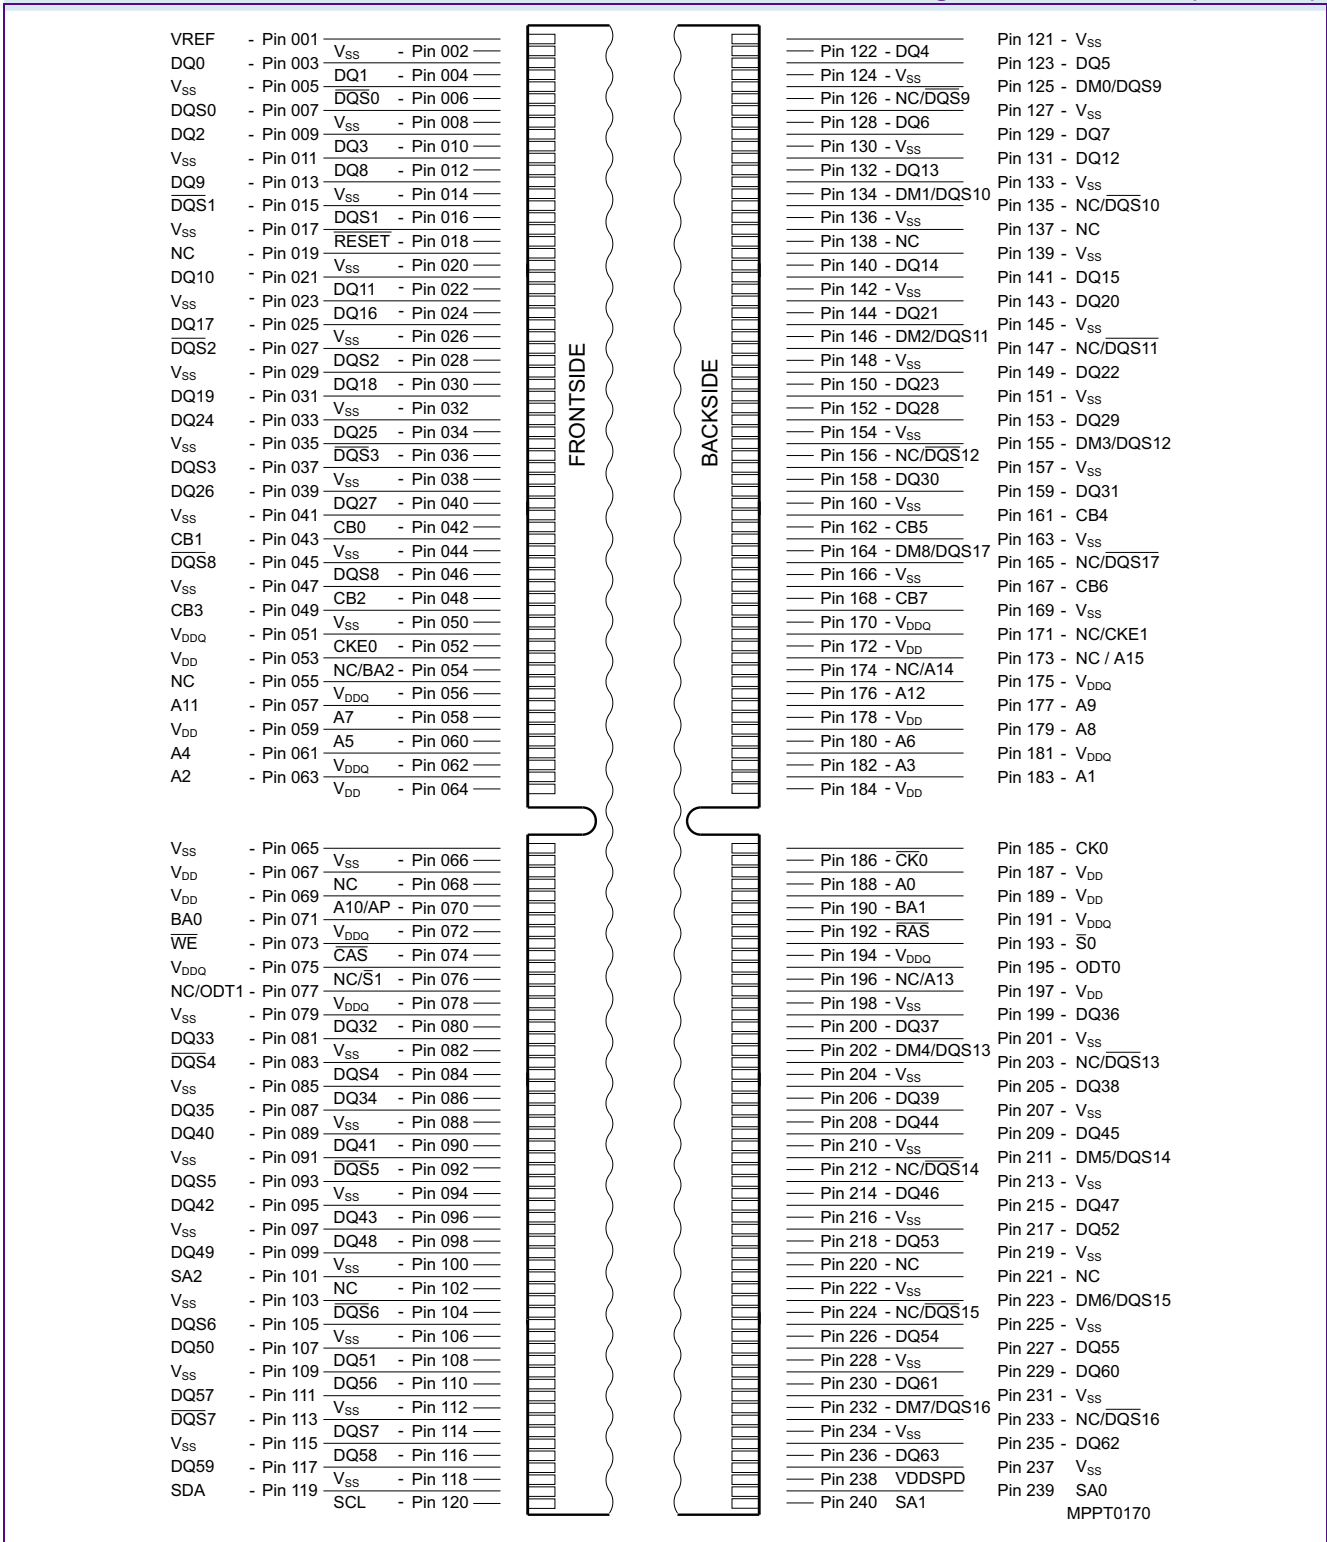 VREF - Pin 001 Pin 121 - VSS
VSS - Pin 002 Pin 122 - DQ4
DQ0 - Pin 003 Pin 123 - DQ5
DQ1 - Pin 004 Pin 124 - VSS
VSS - Pin 005 Pin 125 - DM0/DQS9
DQS0 - Pin 006 Pin 126 - NC/DQS9
DQS0 - Pin 007 Pin 127 - VSS
VSS - Pin 008 Pin 128 - DQ6
DQ2 - Pin 009 Pin 129 - DQ7
DQ3 - Pin 010 Pin 130 - VSS
VSS - Pin 011 Pin 131 - DQ12
DQ8 - Pin 012 Pin 132 - DQ13
DQ9 - Pin 013 Pin 133 - VSS
VSS - Pin 014 Pin 134 - DM1/DQS10
DQS1 - Pin 015 Pin 135 - NC/DQS10
DQS1 - Pin 016 Pin 136 - VSS
VSS - Pin 017 Pin 137 - NC
RESET - Pin 018 Pin 138 - NC
NC - Pin 019 Pin 139 - VSS
VSS - Pin 020 Pin 140 - DQ14
DQ10 - Pin 021 Pin 141 - DQ15
DQ11 - Pin 022 Pin 142 - VSS
VSS - Pin 023 Pin 143 - DQ20
DQ16 - Pin 024 Pin 144 - DQ21
DQ17 - Pin 025 Pin 145 - VSS
VSS - Pin 026 Pin 146 - DM2/DQS11
DQS2 - Pin 027 Pin 147 - NC/DQS11
DQS2 - Pin 028 Pin 148 - VSS
VSS - Pin 029 Pin 149 - DQ22
DQ18 - Pin 030 Pin 150 - DQ23
DQ19 - Pin 031 Pin 151 - VSS
VSS - Pin 032 Pin 152 - DQ28
DQ24 - Pin 033 Pin 153 - DQ29
DQ25 - Pin 034 Pin 154 - VSS
VSS - Pin 035 Pin 155 - DM3/DQS12
DQS3 - Pin 036 Pin 156 - NC/DQS12
DQS3 - Pin 037 Pin 157 - VSS
VSS - Pin 038 Pin 158 - DQ30
DQ26 - Pin 039 Pin 159 - DQ31
DQ27 - Pin 040 Pin 160 - VSS
VSS - Pin 041 Pin 161 - CB4
CB0 - Pin 042 Pin 162 - CB5
CB1 - Pin 043 Pin 163 - VSS
VSS - Pin 044 Pin 164 - DM8/DQS17
DQS8 - Pin 045 Pin 165 - NC/DQS17
DQS8 - Pin 046 Pin 166 - VSS
VSS - Pin 047 Pin 167 - CB6
CB2 - Pin 048 Pin 168 - CB7
CB3 - Pin 049 Pin 169 - VSS
VSS - Pin 050 Pin 170 - VDDQ
VDDQ - Pin 051 Pin 171 - NC/CKE1
CKE0 - Pin 052 Pin 172 - VDD
VDD - Pin 053 Pin 173 - NC / A15
NC/BA2 - Pin 054 Pin 174 - NC/A14
NC - Pin 055 Pin 175 - VDDQ
VDDQ - Pin 056 Pin 176 - A12
A11 - Pin 057 Pin 177 - A9
A7 - Pin 058 Pin 178 - VDD
VDD - Pin 059 Pin 179 - A8
A5 - Pin 060 Pin 180 - A6
A4 - Pin 061 Pin 181 - VDDQ
VDDQ - Pin 062 Pin 182 - A3
A2 - Pin 063 Pin 183 - A1
VDD - Pin 064 Pin 184 - VDD
FRONTSIDE
BACKSIDE
VSS - Pin 065 Pin 185 - CK0
VSS - Pin 066 Pin 186 - CK0
VDD - Pin 067 Pin 187 - VDD
NC - Pin 068 Pin 188 - A0
VDD - Pin 069 Pin 189 - VDD
A10/AP - Pin 070 Pin 190 - BA1
BA0 - Pin 071 Pin 191 - VDDQ
VDDQ - Pin 072 Pin 192 - RAS
WE - Pin 073 Pin 193 - S0
CAS - Pin 074 Pin 194 - VDDQ
VDDQ - Pin 075 Pin 195 - ODT0
NC/S1 - Pin 076 Pin 196 - NC/A13
NC/ODT1 - Pin 077 Pin 197 - VDD
VDDQ - Pin 078 Pin 198 - VSS
VSS - Pin 079 Pin 199 - DQ36
DQ32 - Pin 080 Pin 200 - DQ37
DQ33 - Pin 081 Pin 201 - VSS
VSS - Pin 082 Pin 202 - DM4/DQS13
DQS4 - Pin 083 Pin 203 - NC/DQS13
DQS4 - Pin 084 Pin 204 - VSS
VSS - Pin 085 Pin 205 - DQ38
DQ34 - Pin 086 Pin 206 - DQ39
DQ35 - Pin 087 Pin 207 - VSS
VSS - Pin 088 Pin 208 - DQ44
DQ40 - Pin 089 Pin 209 - DQ45
DQ41 - Pin 090 Pin 210 - VSS
VSS - Pin 091 Pin 211 - DM5/DQS14
DQS5 - Pin 092 Pin 212 - NC/DQS14
DQS5 - Pin 093 Pin 213 - VSS
VSS - Pin 094 Pin 214 - DQ46
DQ42 - Pin 095 Pin 215 - DQ47
DQ43 - Pin 096 Pin 216 - VSS
VSS - Pin 097 Pin 217 - DQ52
DQ48 - Pin 098 Pin 218 - DQ53
DQ49 - Pin 099 Pin 219 - VSS
VSS - Pin 100 Pin 220 - NC
SA2 - Pin 101 Pin 221 - NC
NC - Pin 102 Pin 222 - VSS
VSS - Pin 103 Pin 223 - DM6/DQS15
DQS6 - Pin 104 Pin 224 - NC/DQS15
DQS6 - Pin 105 Pin 225 - VSS
VSS - Pin 106 Pin 226 - DQ54
DQ50 - Pin 107 Pin 227 - DQ55
DQ51 - Pin 108 Pin 228 - VSS
VSS - Pin 109 Pin 229 - DQ60
DQ56 - Pin 110 Pin 230 - DQ61
DQ57 - Pin 111 Pin 231 - VSS
VSS - Pin 112 Pin 232 - DM7/DQS16
DQS7 - Pin 113 Pin 233 - NC/DQS16
DQS7 - Pin 114 Pin 234 - VSS
VSS - Pin 115 Pin 235 - DQ62
DQ58 - Pin 116 Pin 236 - DQ63
DQ59 - Pin 117 Pin 237 VSS
VSS - Pin 118 Pin 238 VDDSPD
SDA - Pin 119 Pin 239 SA0
SCL - Pin 120 Pin 240 SA1
MPPT0170